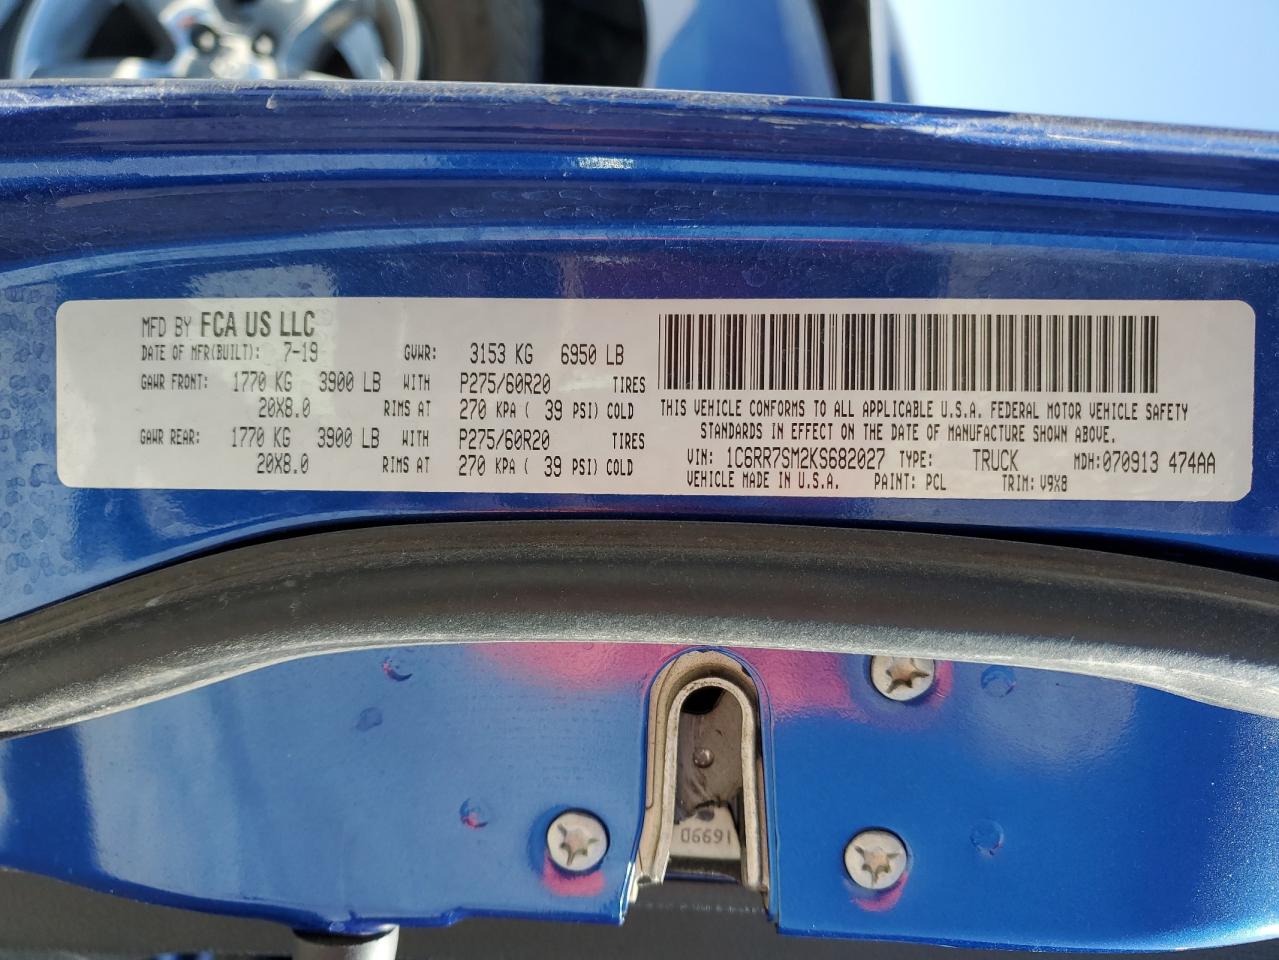 MFD BY FCA US LLC
DATE OF MFR(BUILT): 7-19 GVWR: 3153 KG 6950 LB
GAWR FRONT: 1770 KG 3900 LB WITH P275/60R20 TIRES
20X8.0 RIMS AT 270 KPA ( 39 PSI) COLD
GAWR REAR: 1770 KG 3900 LB WITH P275/60R20 TIRES
20X8.0 RIMS AT 270 KPA ( 39 PSI) COLD
THIS VEHICLE CONFORMS TO ALL APPLICABLE U.S.A. FEDERAL MOTOR VEHICLE SAFETY
STANDARDS IN EFFECT ON THE DATE OF MANUFACTURE SHOWN ABOVE.
VIN: 1C6RR7SM2KS682027 TYPE: TRUCK MDH: 070913 474AA
VEHICLE MADE IN U.S.A. PAINT: PCL TRIM: V9X8